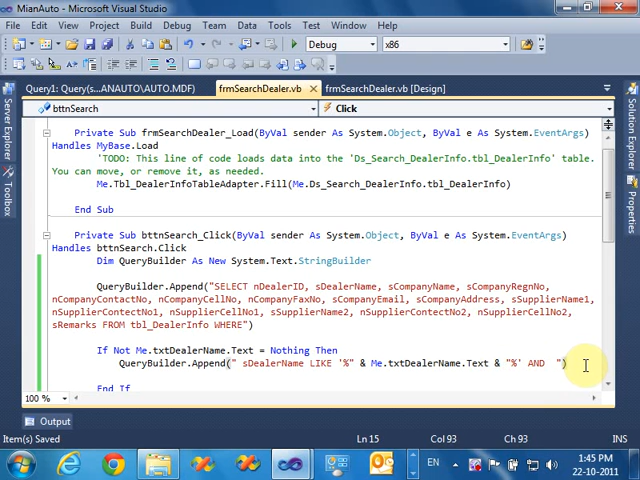 MianAuto - Microsoft Visual Studio
File Edit View Project Build Debug Team Data Tools Test Window Help
Debug x86
Query1: Query(s...ANAUTO\AUTO.MDF) frmSearchDealer.vb frmSearchDealer.vb [Design]
bttnSearch Click
Server Explorer
Toolbox
Solution Explorer
Properties
Private Sub frmSearchDealer_Load(ByVal sender As System.Object, ByVal e As System.EventArgs)
Handles MyBase.Load
'TODO: This line of code loads data into the 'Ds_Search_DealerInfo.tbl_DealerInfo' table.
You can move, or remove it, as needed.
Me.Tbl_DealerInfoTableAdapter.Fill(Me.Ds_Search_DealerInfo.tbl_DealerInfo)
End Sub
Private Sub bttnSearch_Click(ByVal sender As System.Object, ByVal e As System.EventArgs)
Handles bttnSearch.Click
Dim QueryBuilder As New System.Text.StringBuilder
QueryBuilder.Append("SELECT nDealerID, sDealerName, sCompanyName, sCompanyRegnNo,
nCompanyContactNo, nCompanyCellNo, nCompanyFaxNo, sCompanyEmail, sCompanyAddress, sSupplierName1,
nSupplierContactNo1, nSupplierCellNo1, sSupplierName2, nSupplierContactNo2, nSupplierCellNo2,
sRemarks FROM tbl_DealerInfo WHERE")
If Not Me.txtDealerName.Text = Nothing Then
QueryBuilder.Append(" sDealerName LIKE '%" & Me.txtDealerName.Text & "%' AND  ")
End If
100 %
Output
Item(s) Saved Ln 15 Col 93 Ch 93 INS
EN 1:45 PM
22-10-2011